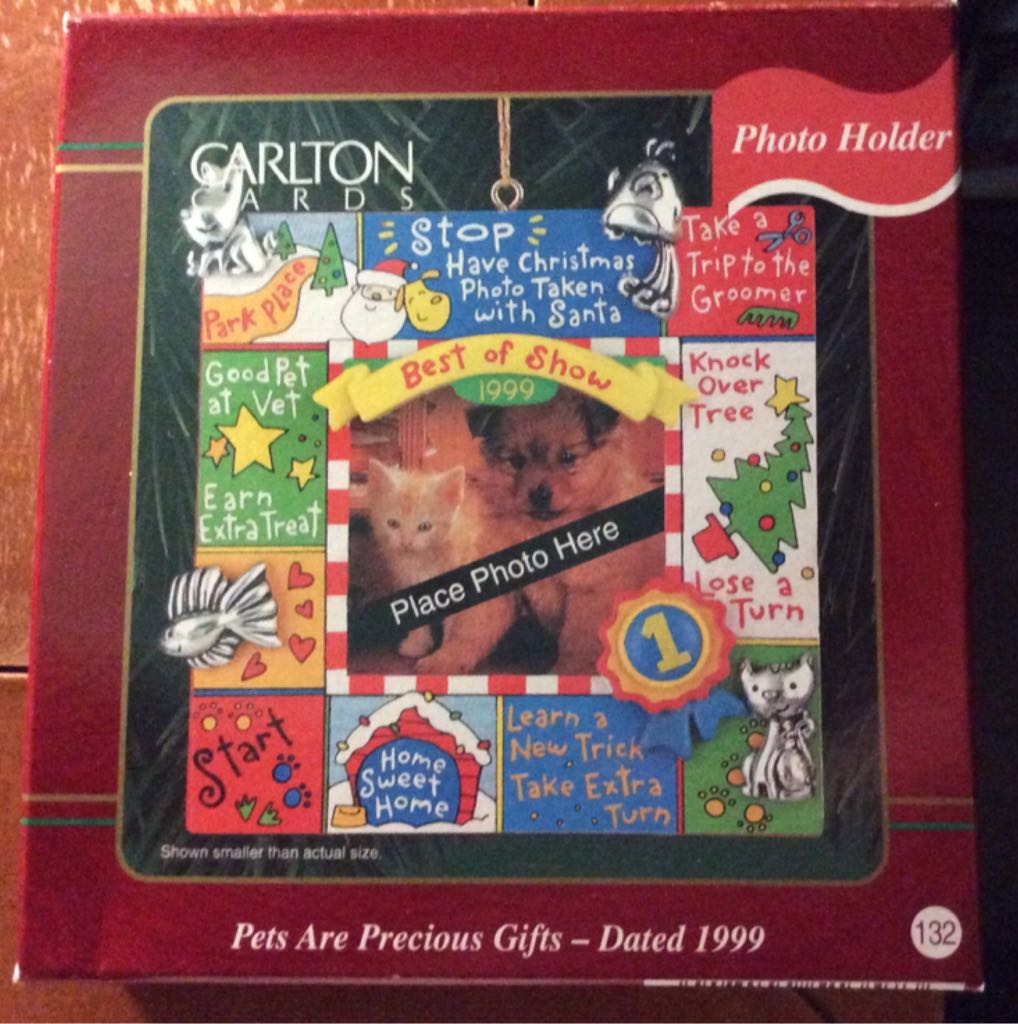 CARLTON
CARDS
Photo Holder
Park Place
Stop
Have Christmas
Photo Taken
with Santa
Take a
Trip to the
Groomer
Good Pet
at Vet
Earn
Extra Treat
Best of Show
1999
Place Photo Here
Knock
Over
Tree
Lose a
Turn
1
Start
Home
Sweet
Home
Learn a
New Trick
Take Extra
Turn
Shown smaller than actual size.
Pets Are Precious Gifts – Dated 1999
132